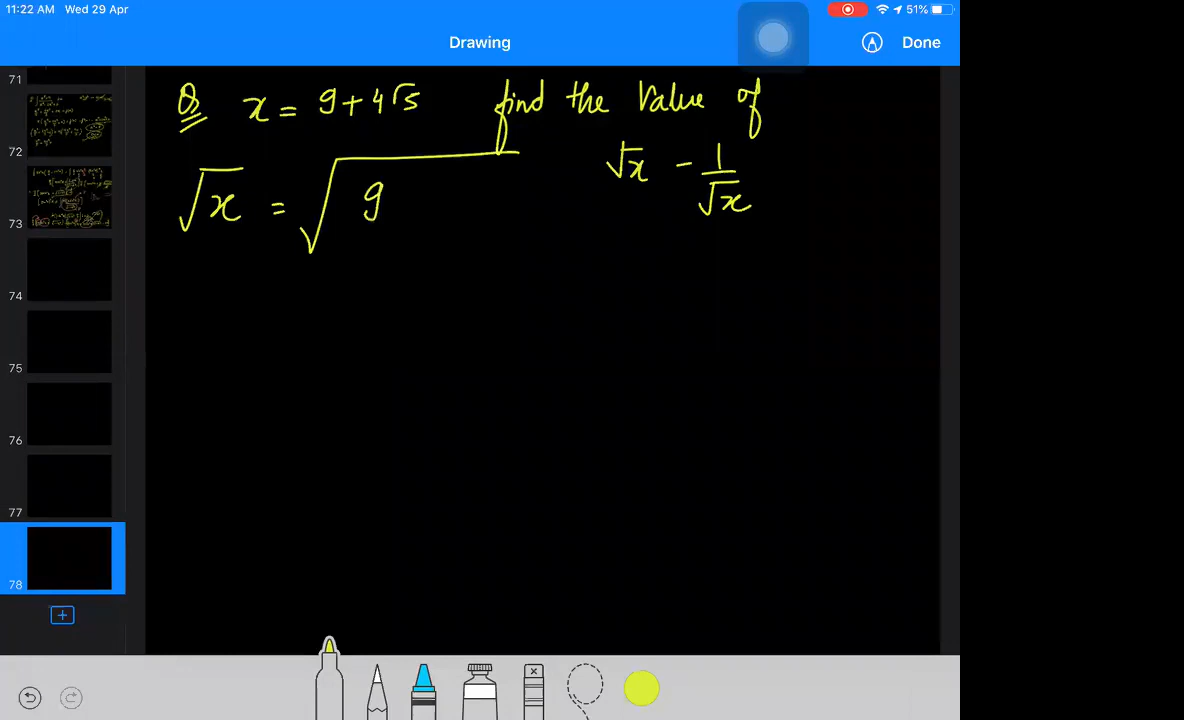 11:22 AM Wed 29 Apr
51%
Drawing
Done
71
72
73
74
75
76
77
78
Q x = 9 + 4√5 find the value of
√x - 1/√x
√x = √9